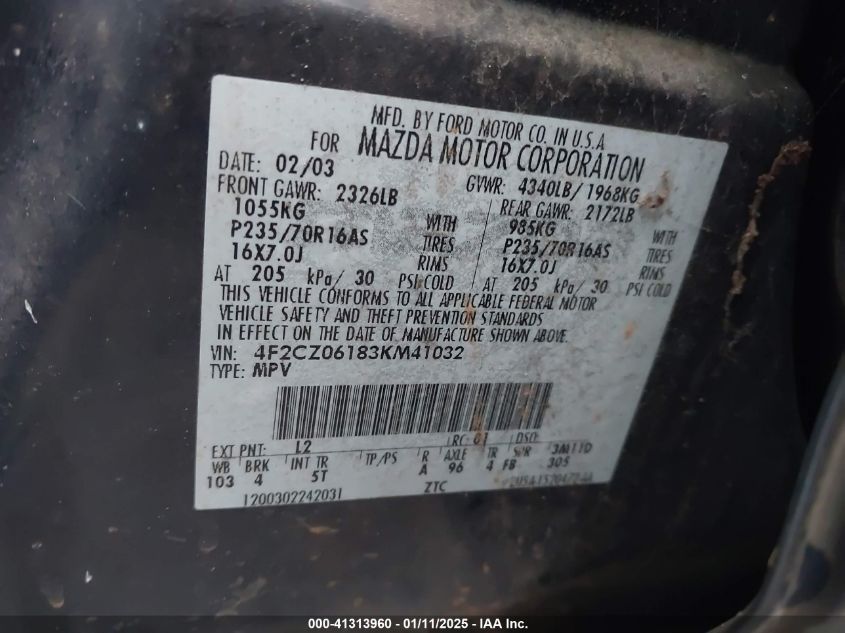 MFD. BY FORD MOTOR CO. IN U.S.A.
FOR MAZDA MOTOR CORPORATION
DATE: 02/03 GVWR: 4340LB/ 1968KG
FRONT GAWR: 2326LB REAR GAWR: 2172LB
1055KG WITH 985KG WITH
P235/70R16AS TIRES P235/70R16AS TIRES
16X7.0J RIMS 16X7.0J RIMS
AT 205 kPa/ 30 PSI COLD AT 205 kPa/ 30 PSI COLD
THIS VEHICLE CONFORMS TO ALL APPLICABLE FEDERAL MOTOR
VEHICLE SAFETY AND THEFT PREVENTION STANDARDS
IN EFFECT ON THE DATE OF MANUFACTURE SHOWN ABOVE.
VIN: 4F2CZ06183KM41032
TYPE: MPV
EXT PNT: L2 RC: 01 DSO:
WB BRK INT TR TP/PS R AXLE TR SPR
103 4 5T A 96 4 FB 305
120030224203 ZTC
000-41313960 - 01/11/2025 - IAA Inc.